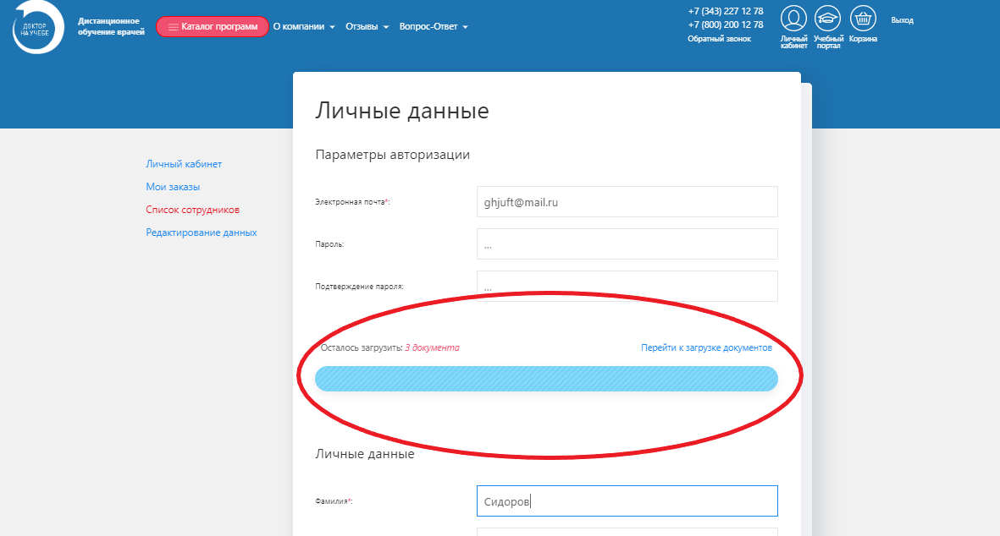 ДОКТОР
НА УЧЕБЕ
Дистанционное
обучение врачей
Каталог программ
О компании
Отзывы
Вопрос-Ответ
+7 (343) 227 12 78
+7 (800) 200 12 78
Обратный звонок
Личный
кабинет
Учебный
портал
Корзина
Выход
Личный кабинет
Мои заказы
Список сотрудников
Редактирование данных
Личные данные
Параметры авторизации
Электронная почта*: ghjuft@mail.ru
Пароль: ...
Подтверждение пароля: ...
Осталось загрузить: 3 документа Перейти к загрузке документов
Личные данные
Фамилия*: Сидоров